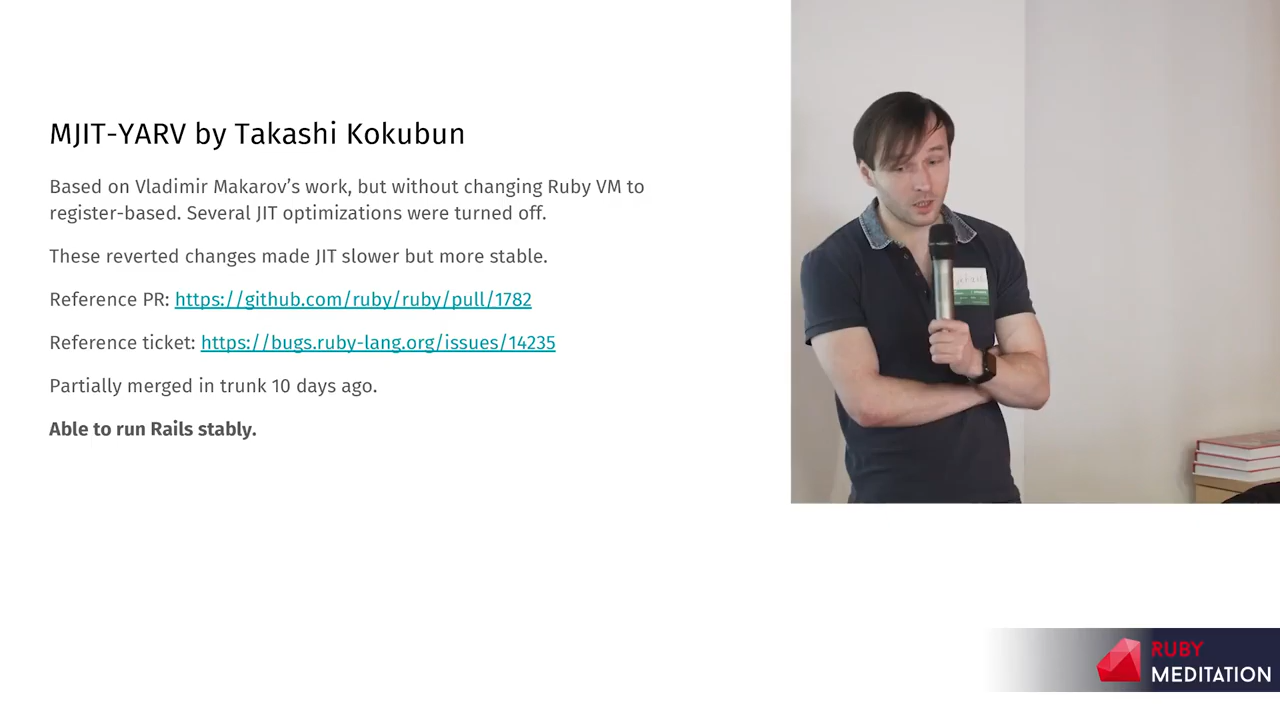 MJIT-YARV by Takashi Kokubun
Based on Vladimir Makarov’s work, but without changing Ruby VM to
register-based. Several JIT optimizations were turned off.
These reverted changes made JIT slower but more stable.
Reference PR: https://github.com/ruby/ruby/pull/1782
Reference ticket: https://bugs.ruby-lang.org/issues/14235
Partially merged in trunk 10 days ago.
Able to run Rails stably.
RUBY
MEDITATION